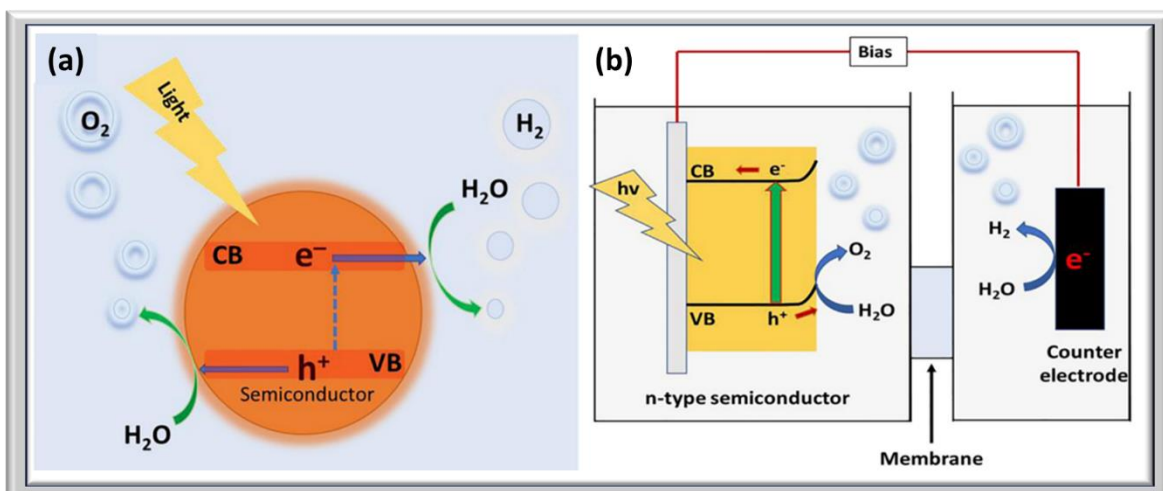 (a)
O₂
Light
H₂
H₂O
CB
e⁻
h⁺
VB
Semiconductor
H₂O
(b)
Bias
CB
e⁻
hv
O₂
H₂O
VB
h⁺
n-type semiconductor
H₂
e⁻
H₂O
Counter
electrode
Membrane